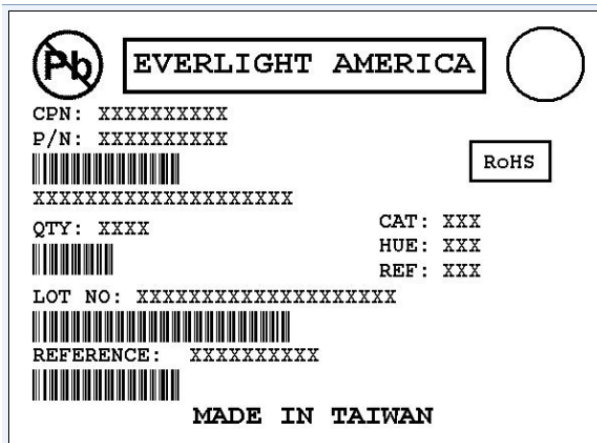 Pb EVERLIGHT AMERICA
CPN: XXXXXXXXXX
P/N: XXXXXXXXXX
RoHS
XXXXXXXXXXXXXXXXXXXX
QTY: XXXX
CAT: XXX
HUE: XXX
REF: XXX
LOT NO: XXXXXXXXXXXXXXXXXXXX
REFERENCE: XXXXXXXXXX
MADE IN TAIWAN